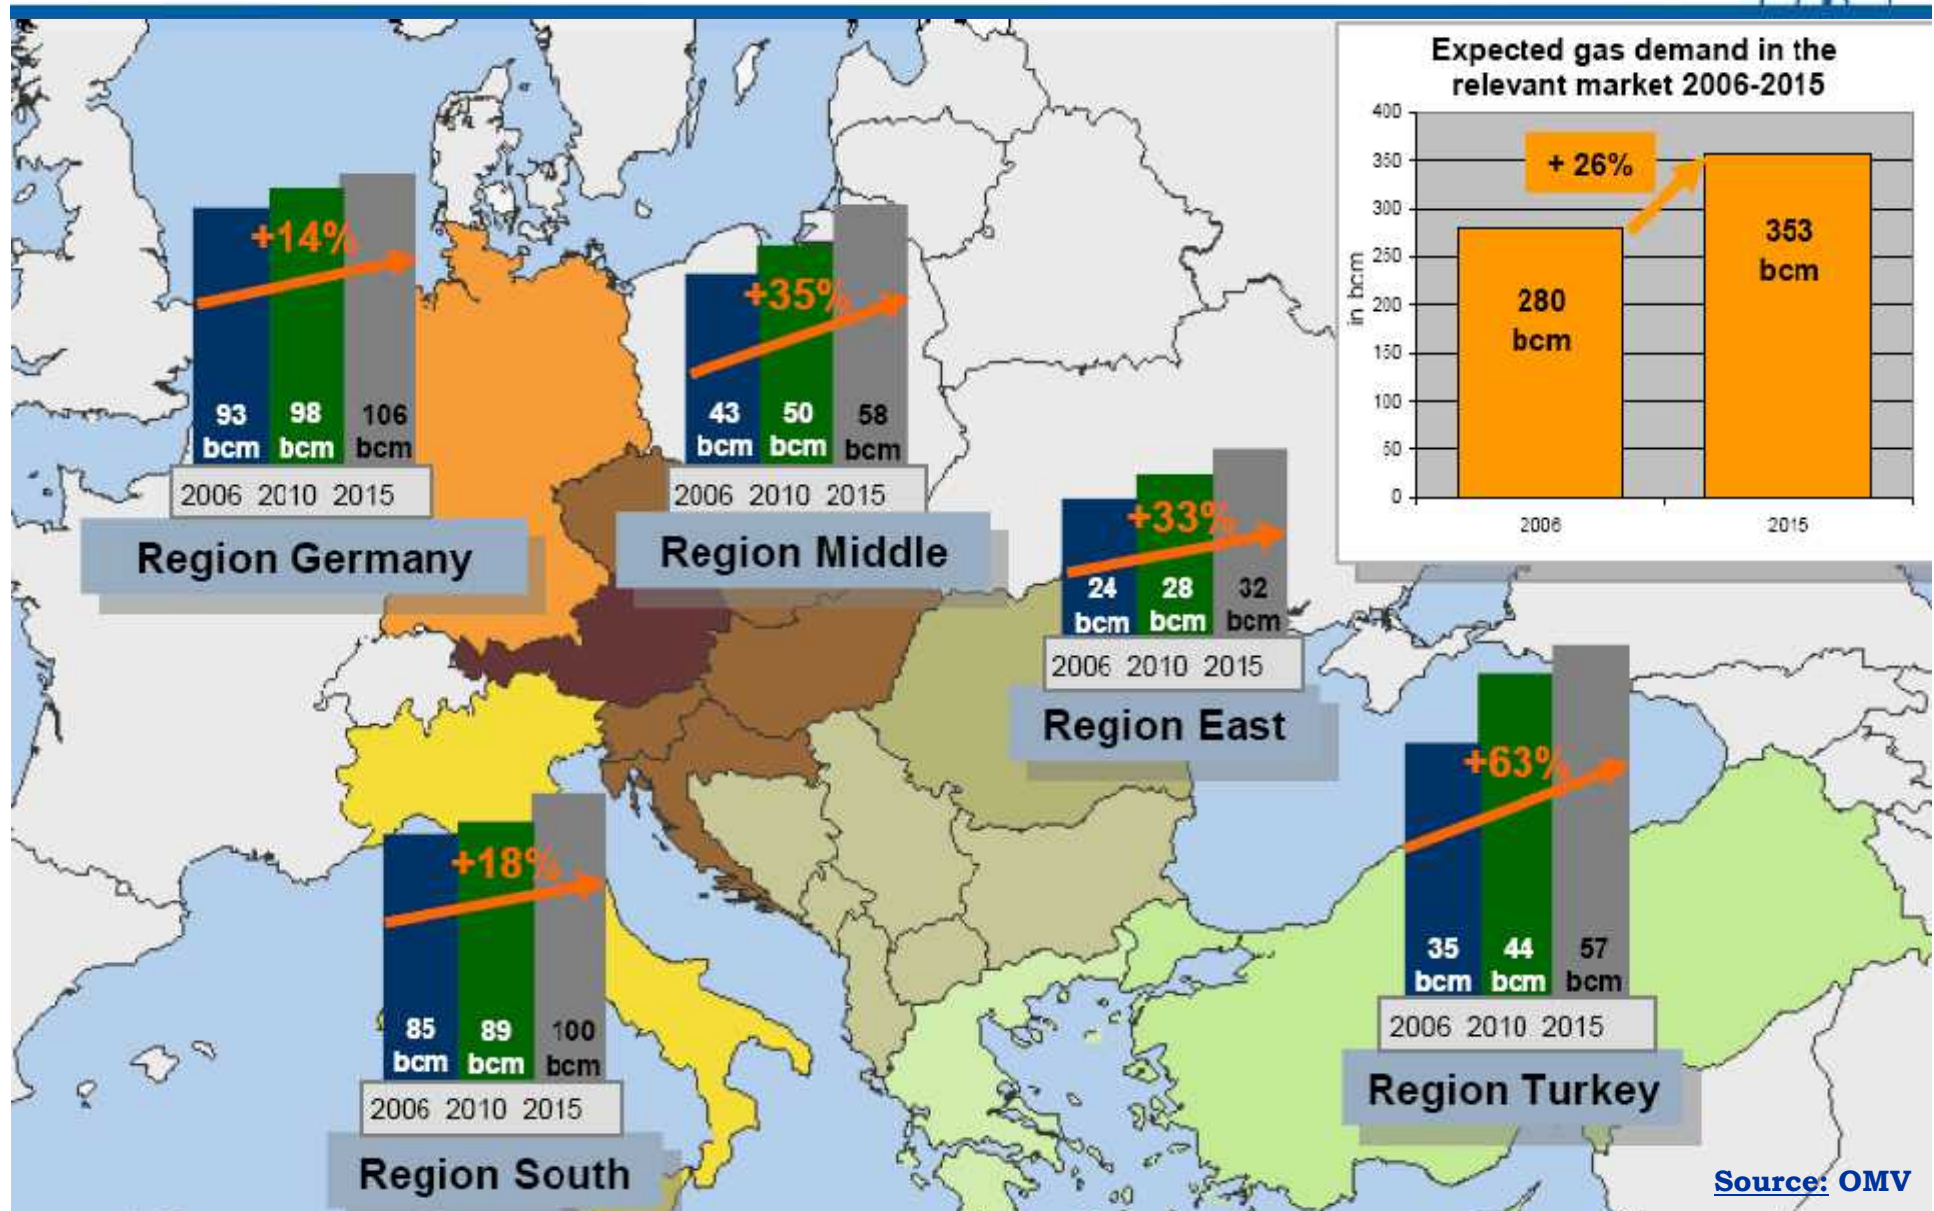 Expected gas demand in the
relevant market 2006-2015
400
350
300
250
200
150
100
50
0
in bcm
+ 26%
280
bcm
353
bcm
2006
2015
+14%
93
bcm
98
bcm
106
bcm
2006 2010 2015
Region Germany
+35%
43
bcm
50
bcm
58
bcm
2006 2010 2015
Region Middle
+33%
24
bcm
28
bcm
32
bcm
2006 2010 2015
Region East
+63%
35
bcm
44
bcm
57
bcm
2006 2010 2015
Region Turkey
+18%
85
bcm
89
bcm
100
bcm
2006 2010 2015
Region South
Source: OMV